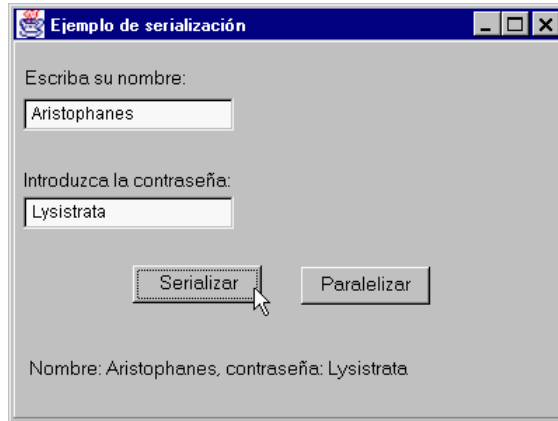 Ejemplo de serialización
Escriba su nombre:
Aristophanes
Introduzca la contraseña:
Lysistrata
Serializar Paralelizar
Nombre: Aristophanes, contraseña: Lysistrata